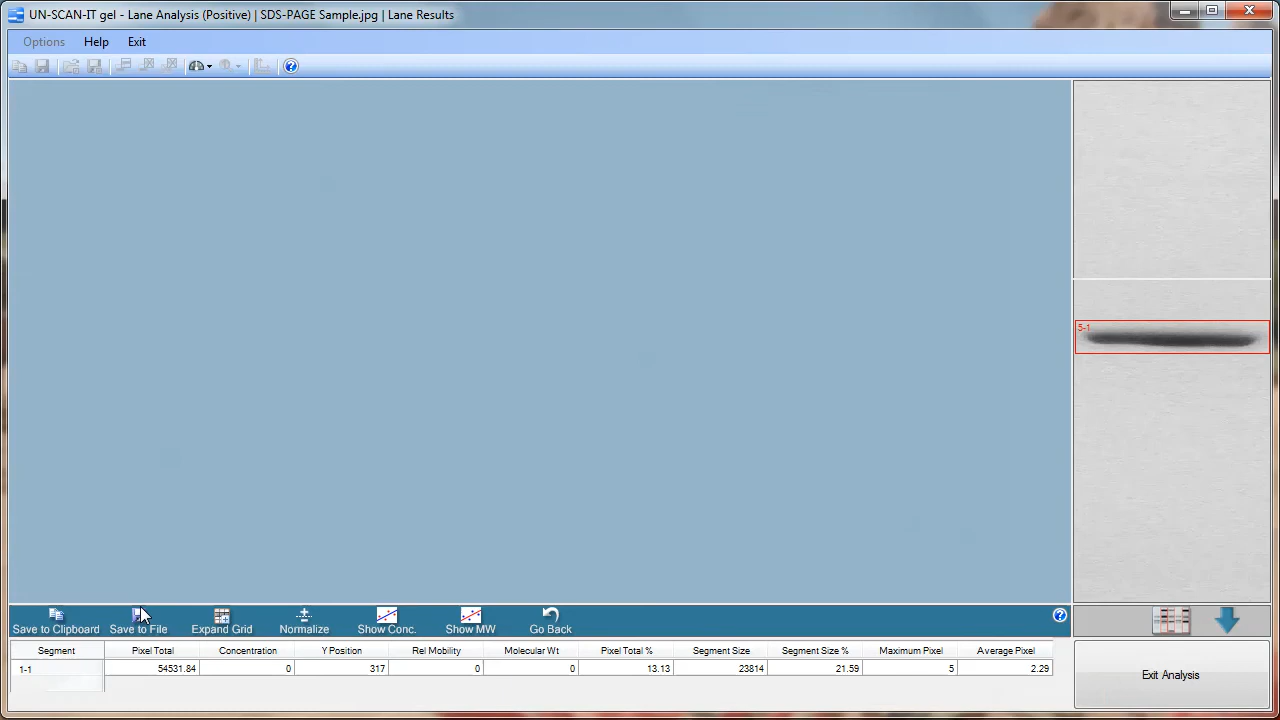 UN-SCAN-IT gel - Lane Analysis (Positive) | SDS-PAGE Sample.jpg | Lane Results
Options Help Exit
5-1
Save to Clipboard Save to File Expand Grid Normalize Show Conc. Show MW Go Back
Segment Pixel Total Concentration Y Position Rel Mobility Molecular Wt Pixel Total % Segment Size Segment Size % Maximum Pixel Average Pixel
1-1 54531.84 0 317 0 0 13.13 23814 21.59 5 2.29
Exit Analysis